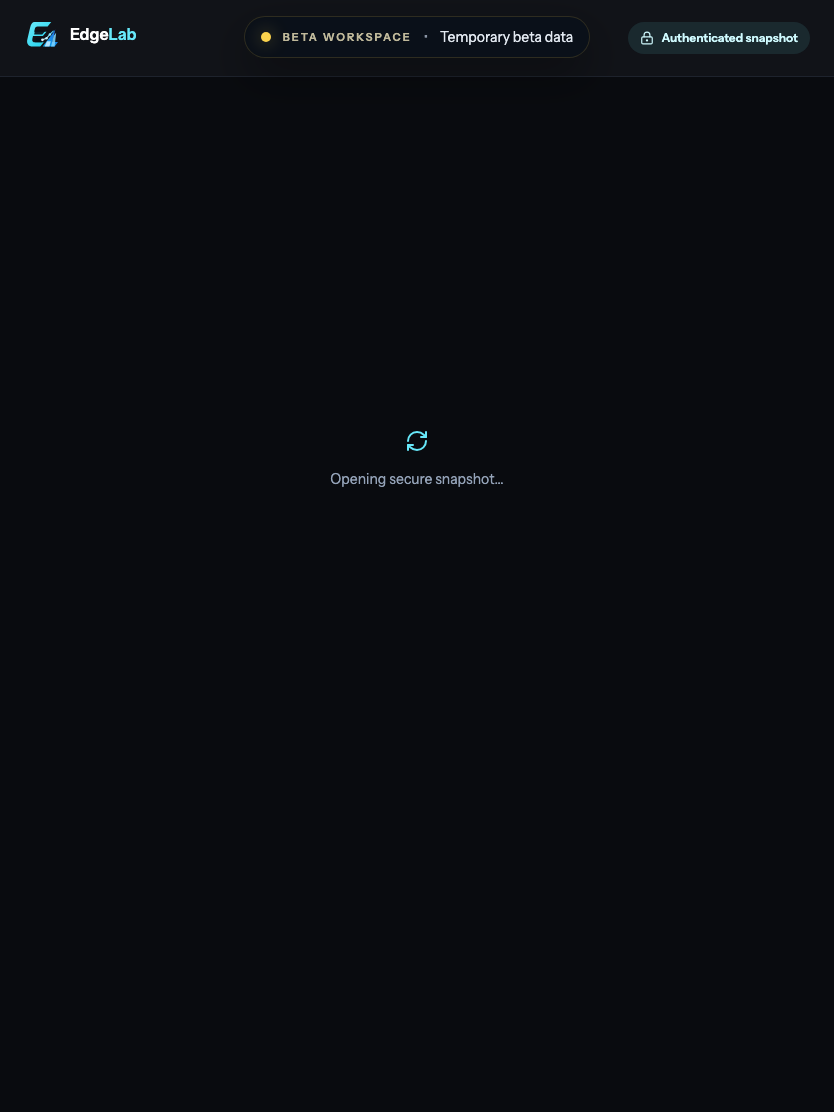 EdgeLab
BETA WORKSPACE • Temporary beta data
Authenticated snapshot
Opening secure snapshot...